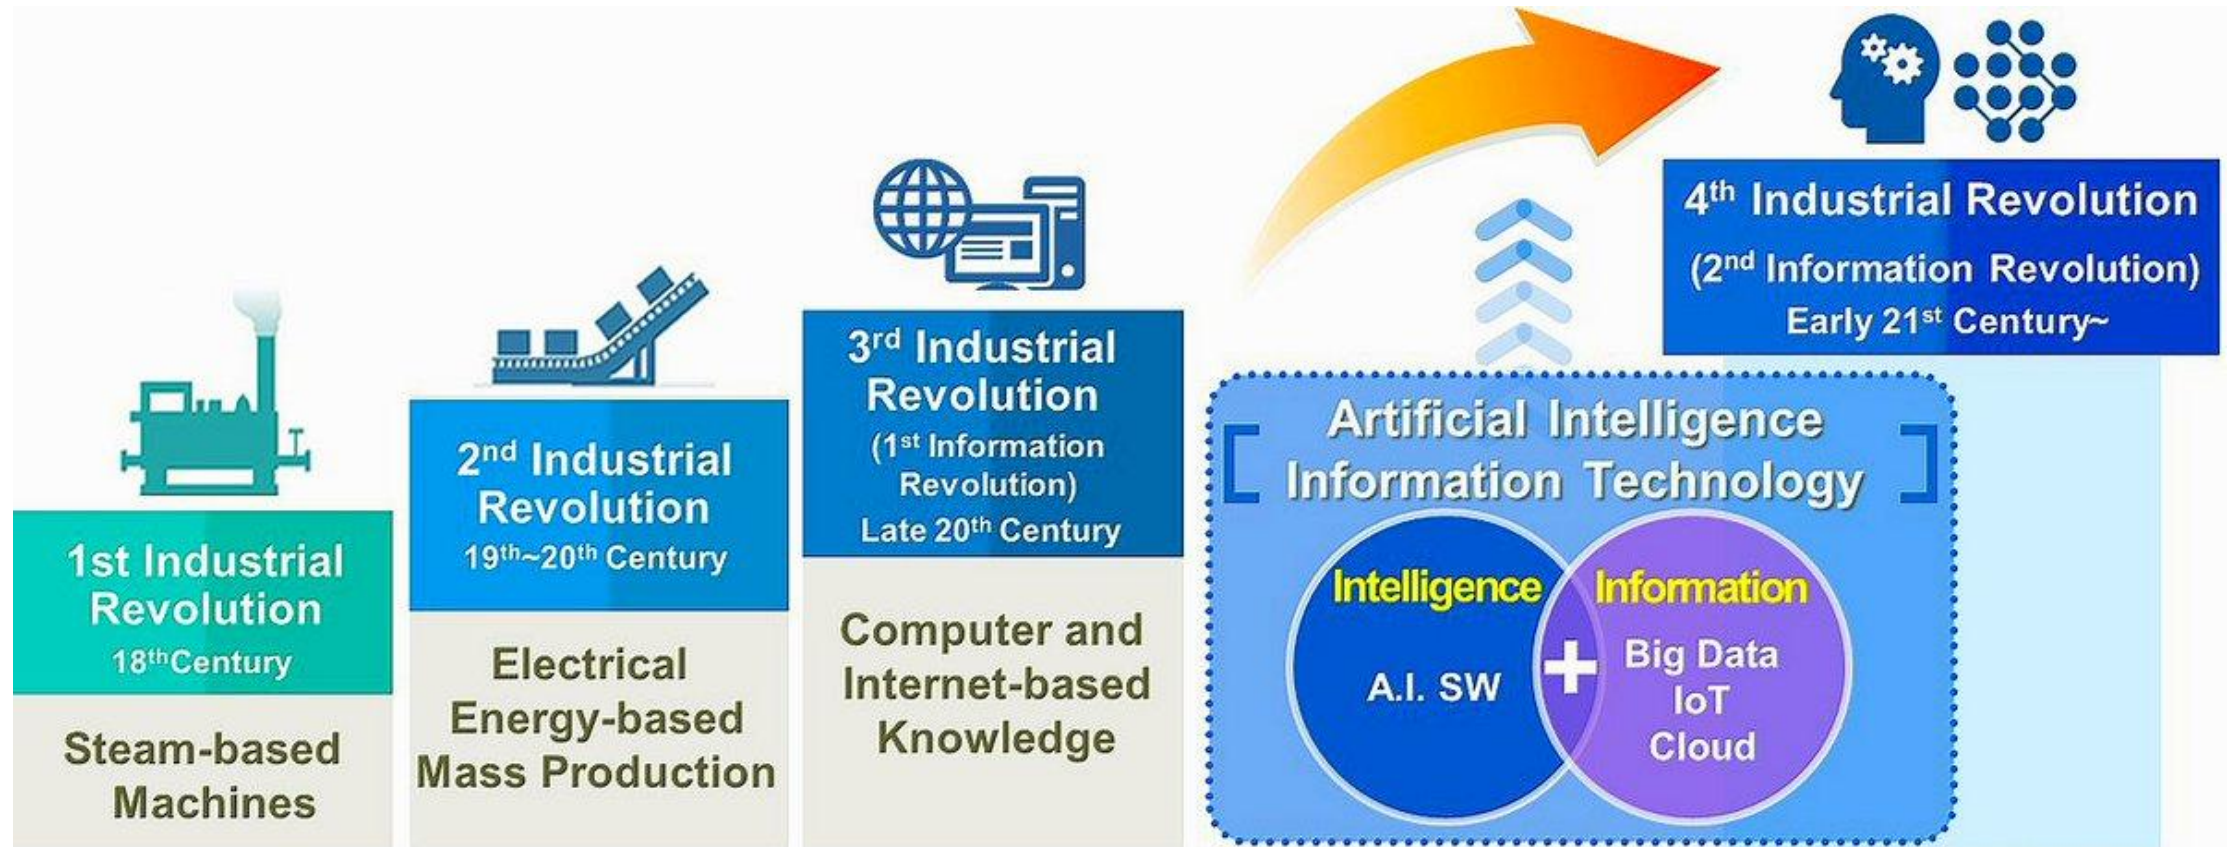 1st Industrial
Revolution
18th Century
Steam-based
Machines
2nd Industrial
Revolution
19th~20th Century
Electrical
Energy-based
Mass Production
3rd Industrial
Revolution
(1st Information
Revolution)
Late 20th Century
Computer and
Internet-based
Knowledge
4th Industrial Revolution
(2nd Information Revolution)
Early 21st Century~
[Artificial Intelligence
Information Technology]
Intelligence
A.I. SW
+
Information
Big Data
IoT
Cloud